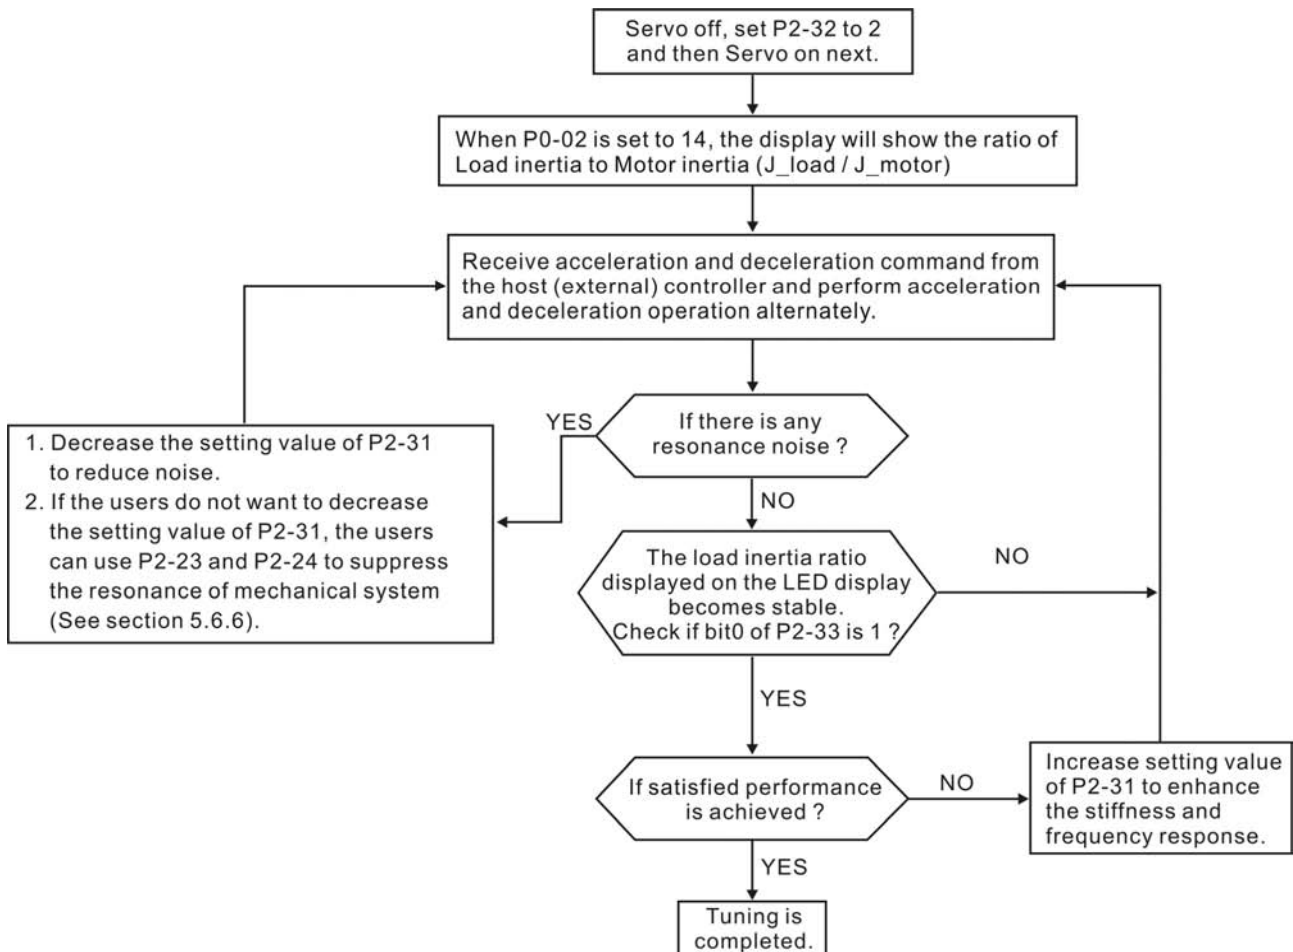 Servo off, set P2-32 to 2
and then Servo on next.
When P0-02 is set to 14, the display will show the ratio of
Load inertia to Motor inertia (J_load / J_motor)
Receive acceleration and deceleration command from
the host (external) controller and perform acceleration
and deceleration operation alternately.
If there is any
resonance noise ?
YES
1. Decrease the setting value of P2-31
to reduce noise.
2. If the users do not want to decrease
the setting value of P2-31, the users
can use P2-23 and P2-24 to suppress
the resonance of mechanical system
(See section 5.6.6).
NO
The load inertia ratio
displayed on the LED display
becomes stable.
Check if bit0 of P2-33 is 1 ?
NO
YES
If satisfied performance
is achieved ?
NO
Increase setting value
of P2-31 to enhance
the stiffness and
frequency response.
YES
Tuning is
completed.